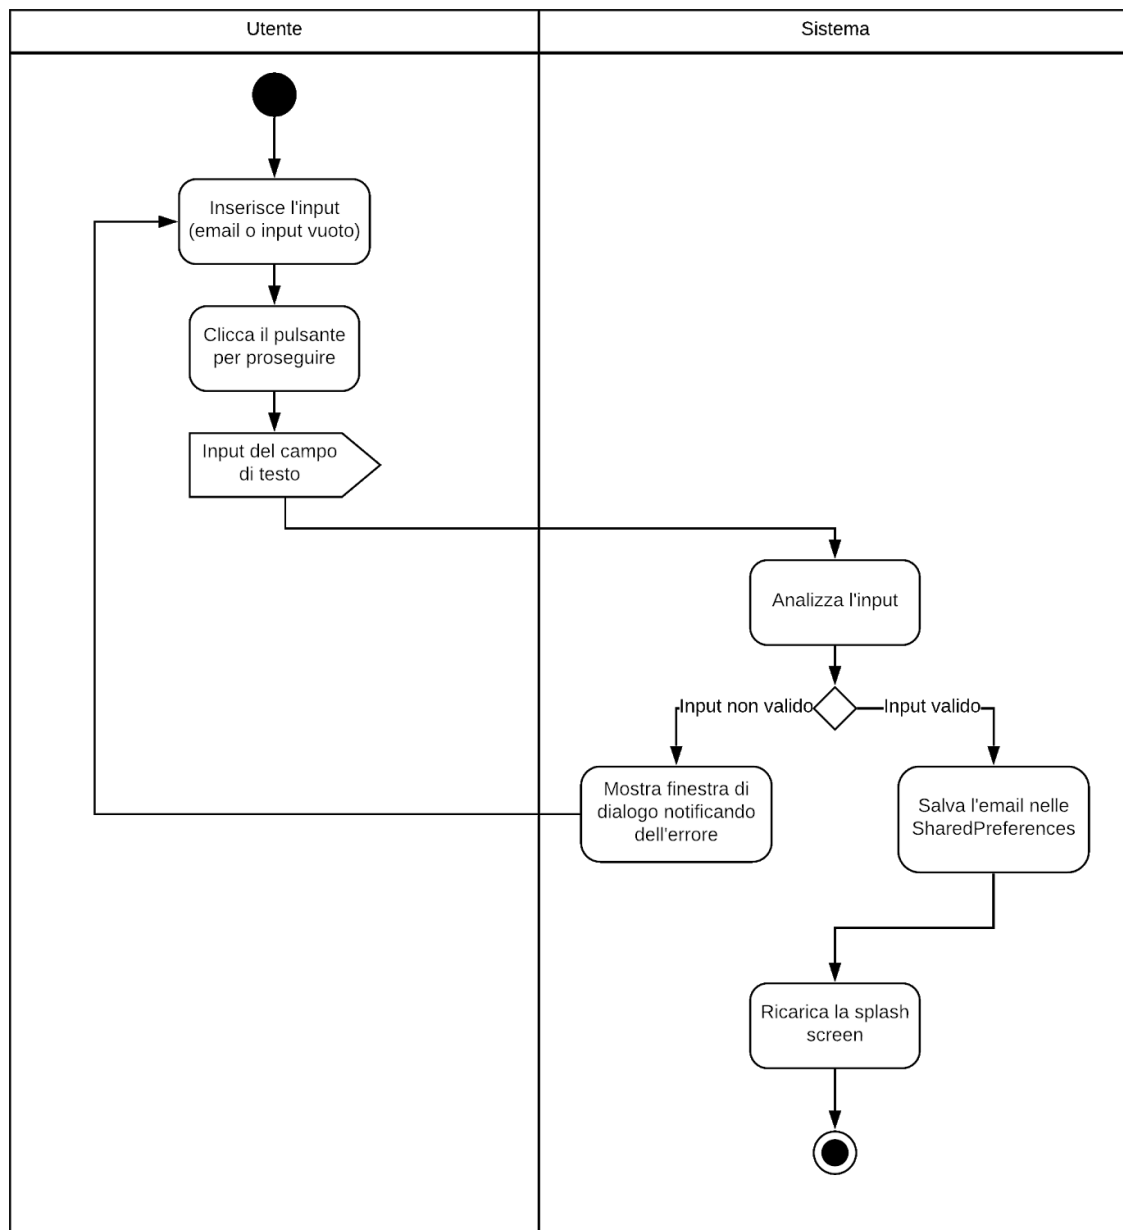 Utente
Sistema
Inserisce l'input
(email o input vuoto)
Clicca il pulsante
per proseguire
Input del campo
di testo
Analizza l'input
Input non valido
Input valido
Mostra finestra di
dialogo notificando
dell'errore
Salva l'email nelle
SharedPreferences
Ricarica la splash
screen